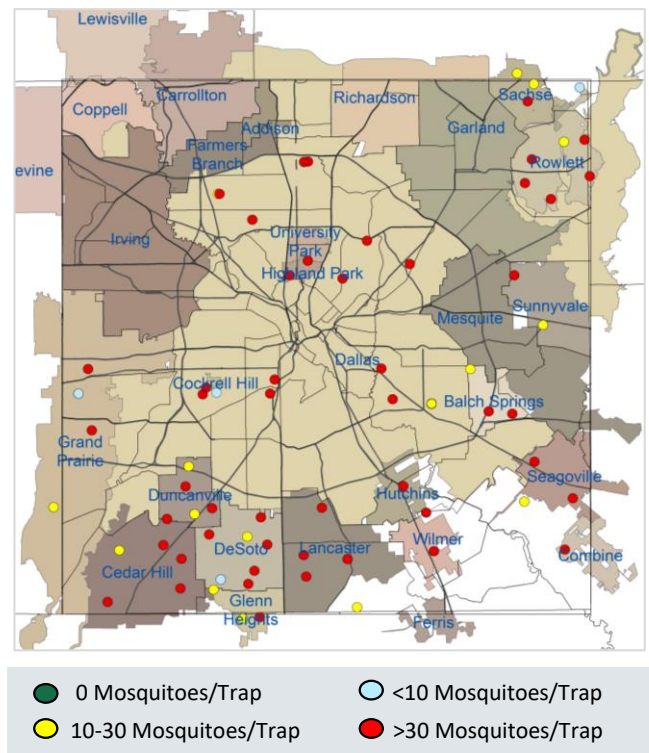 Lewisville
Coppell
Carrollton
Addison
Richardson
Sachse
Farmers
Branch
Garland
Rowlett
evine
Irving
University
Park
Highland Park
Mesquite
Sunnyvale
Dallas
Cockrell Hill
Balch Springs
Grand
Prairie
Seagoville
Duncanville
Hutchins
DeSoto
Lancaster
Wilmer
Combine
Cedar Hill
Glenn
Heights
Ferris
0 Mosquitoes/Trap
<10 Mosquitoes/Trap
10-30 Mosquitoes/Trap
>30 Mosquitoes/Trap